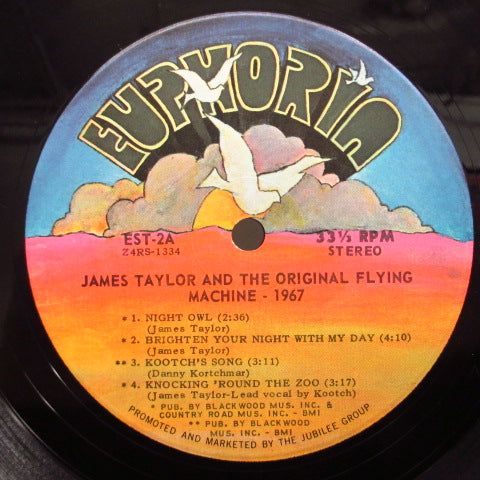 EUPHORIA
EST-2A
Z4RS-1334
33⅓ RPM
STEREO
JAMES TAYLOR AND THE ORIGINAL FLYING
MACHINE - 1967
* 1. NIGHT OWL (2:36)
(James Taylor)
* 2. BRIGHTEN YOUR NIGHT WITH MY DAY (4:10)
(James Taylor)
** 3. KOOTCH'S SONG (3:11)
(Danny Kortchmar)
* 4. KNOCKING 'ROUND THE ZOO (3:17)
(James Taylor-Lead vocal by Kootch)
* PUB. BY BLACKWOOD MUS. INC. &
COUNTRY ROAD MUS. INC. - BMI
** PUB. BY BLACKWOOD
MUS. INC. - BMI
PROMOTED AND MARKETED BY THE JUBILEE GROUP